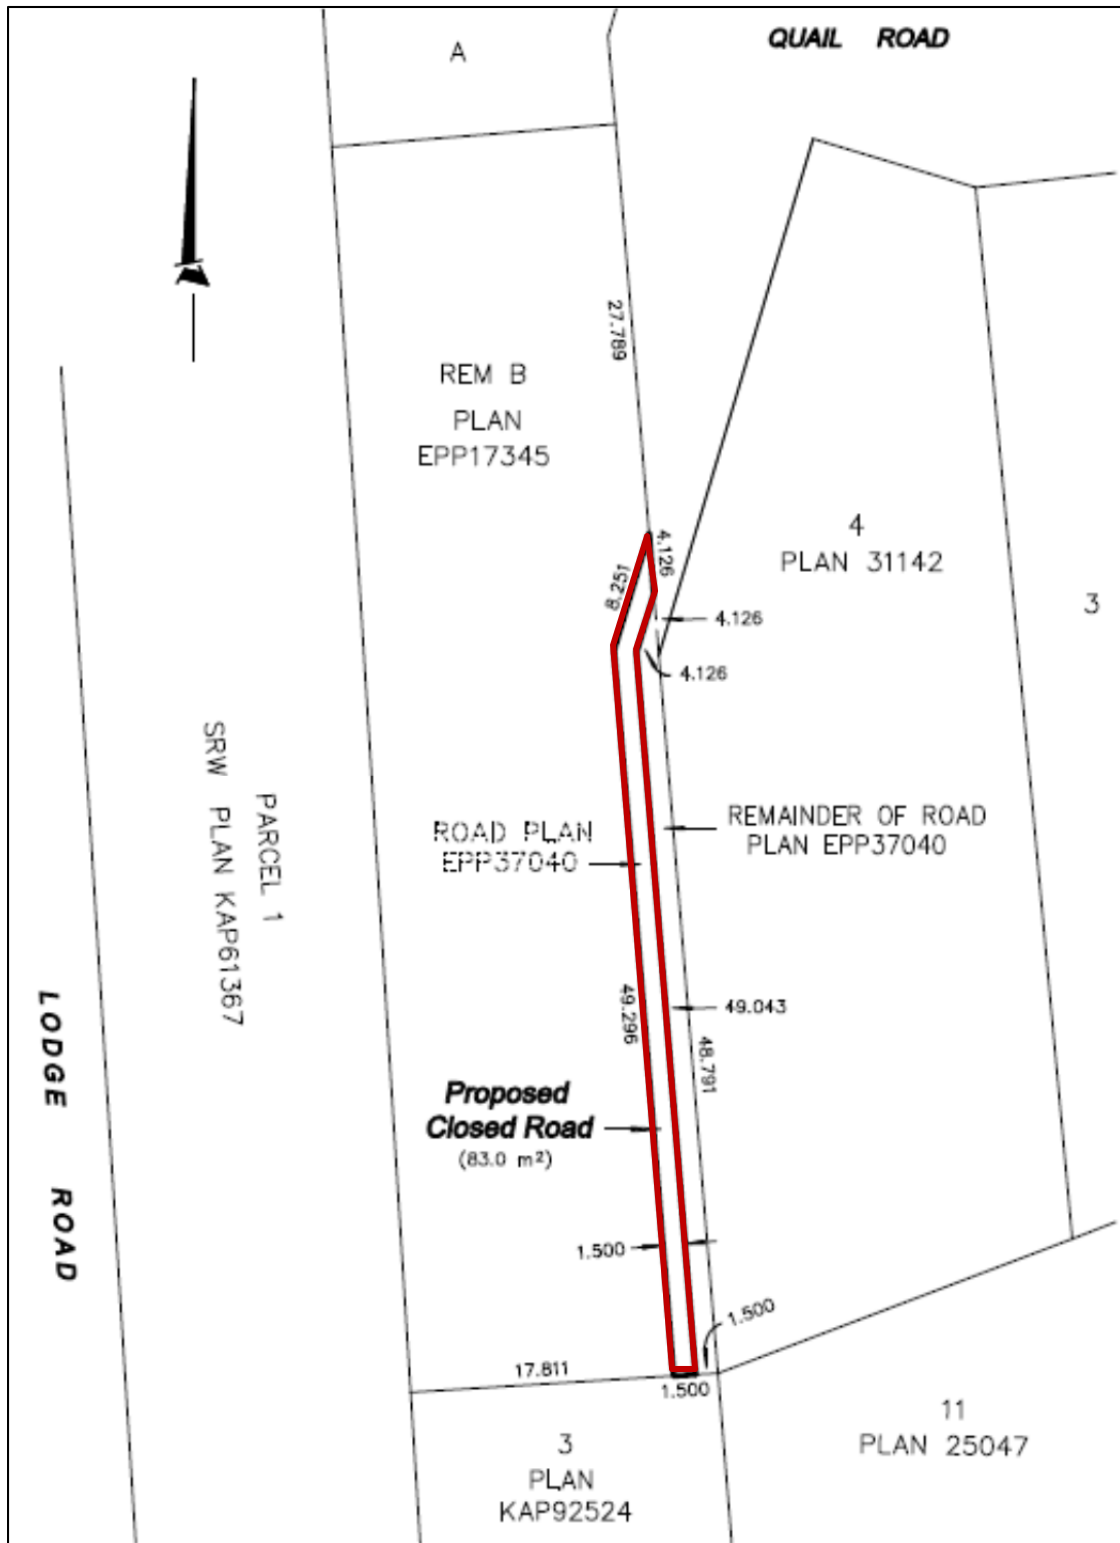 A
QUAIL ROAD
27.789
REM B
PLAN
EPP17345
4
PLAN 31142
3
4.126
8.251
4.126
4.126
PARCEL 1
SRW PLAN KAP61367
ROAD PLAN
EPP37040
REMAINDER OF ROAD
PLAN EPP37040
LODGE ROAD
49.296
49.043
48.791
Proposed
Closed Road
(83.0 m²)
1.500
1.500
17.811
1.500
3
PLAN
KAP92524
11
PLAN 25047